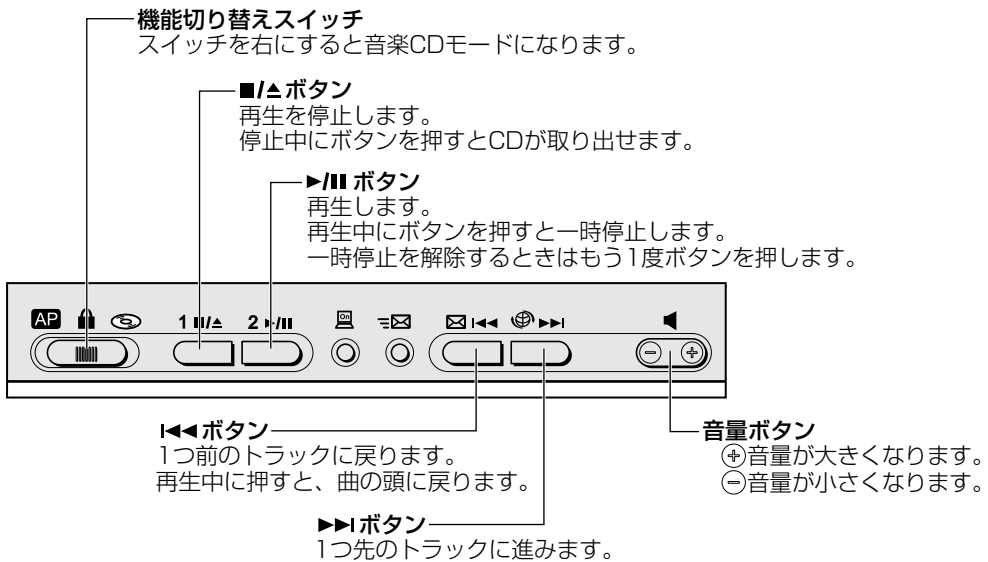 機能切り替えスイッチ
スイッチを右にすると音楽CDモードになります。
■/▲ボタン
再生を停止します。
停止中にボタンを押すとCDが取り出せます。
►/II ボタン
再生します。
再生中にボタンを押すと一時停止します。
一時停止を解除するときはもう1度ボタンを押します。
AP 1 ■/▲ 2 ►/II On I◄◄ ►►I
− +
I◄◄ ボタン
1つ前のトラックに戻ります。
再生中に押すと、曲の頭に戻ります。
►►I ボタン
1つ先のトラックに進みます。
音量ボタン
⊕音量が大きくなります。
⊖音量が小さくなります。